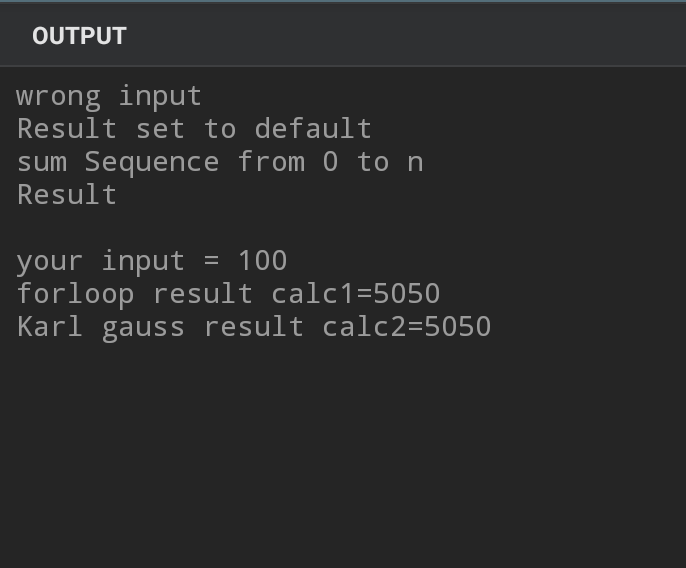 OUTPUT
wrong input
Result set to default
sum Sequence from 0 to n
Result
your input = 100
forloop result calc1=5050
Karl gauss result calc2=5050